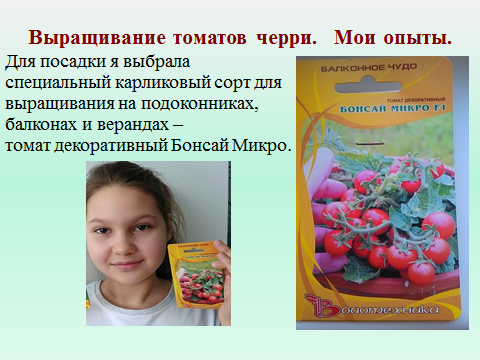 Выращивание томатов черри. Мои опыты.
Для посадки я выбрала
специальный карликовый сорт для
выращивания на подоконниках,
балконах и верандах –
томат декоративный Бонсай Микро.
БАЛКОННОЕ ЧУДО
ТОМАТ ДЕКОРАТИВНЫЙ
БОНСАЙ МИКРО F1
Биотехника